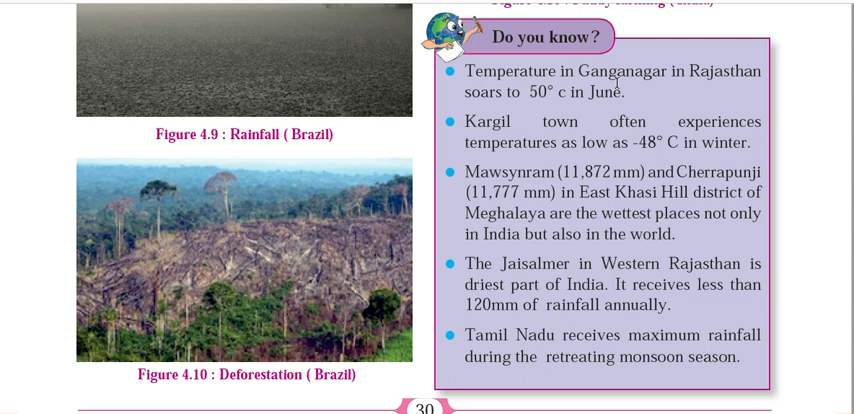 Figure 4.9 : Rainfall ( Brazil)
Figure 4.10 : Deforestation ( Brazil)
Do you know?
Temperature in Ganganagar in Rajasthan
soars to 50° c in June.
Kargil town often experiences
temperatures as low as -48° C in winter.
Mawsynram (11,872 mm) and Cherrapunji
(11,777 mm) in East Khasi Hill district of
Meghalaya are the wettest places not only
in India but also in the world.
The Jaisalmer in Western Rajasthan is
driest part of India. It receives less than
120mm of rainfall annually.
Tamil Nadu receives maximum rainfall
during the retreating monsoon season.
30